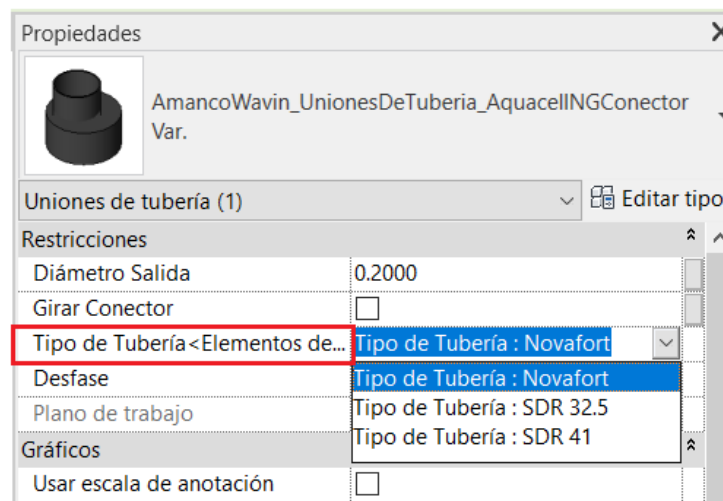 Propiedades
AmancoWavin_UnionesDeTuberia_AquacellNGConector
Var.
Uniones de tubería (1)
Editar tipo
Restricciones
Diámetro Salida
0.2000
Girar Conector
Tipo de Tubería<Elementos de...
Tipo de Tubería : Novafort
Desfase
Tipo de Tubería : Novafort
Plano de trabajo
Tipo de Tubería : SDR 32.5
Tipo de Tubería : SDR 41
Gráficos
Usar escala de anotación